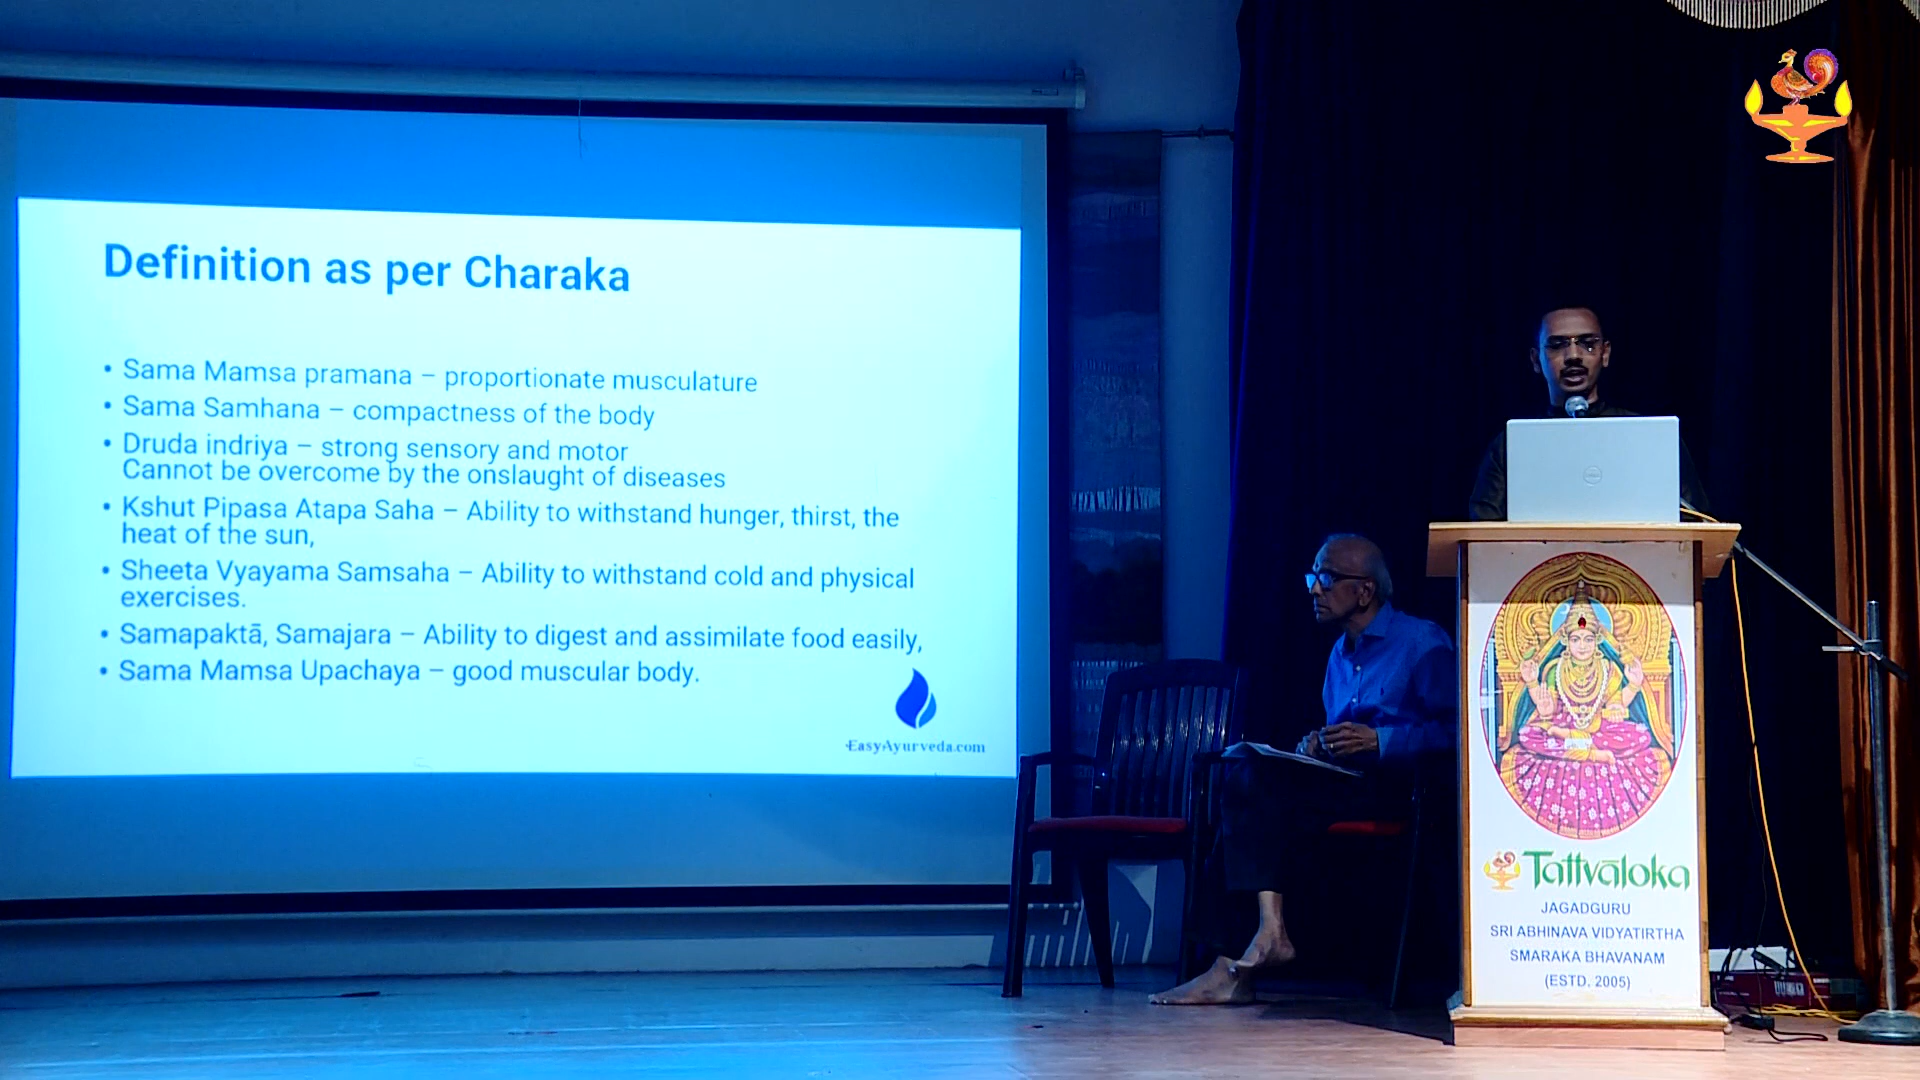 Definition as per Charaka
• Sama Mamsa pramana – proportionate musculature
• Sama Samhana – compactness of the body
• Druda indriya – strong sensory and motor
Cannot be overcome by the onslaught of diseases
• Kshut Pipasa Atapa Saha – Ability to withstand hunger, thirst, the
heat of the sun,
• Sheeta Vyayama Samsaha – Ability to withstand cold and physical
exercises.
• Samapaktā, Samajara – Ability to digest and assimilate food easily,
• Sama Mamsa Upachaya – good muscular body.
EasyAyurveda.com
Tattvāloka
JAGADGURU
SRI ABHINAVA VIDYATIRTHA
SMARAKA BHAVANAM
(ESTD. 2005)